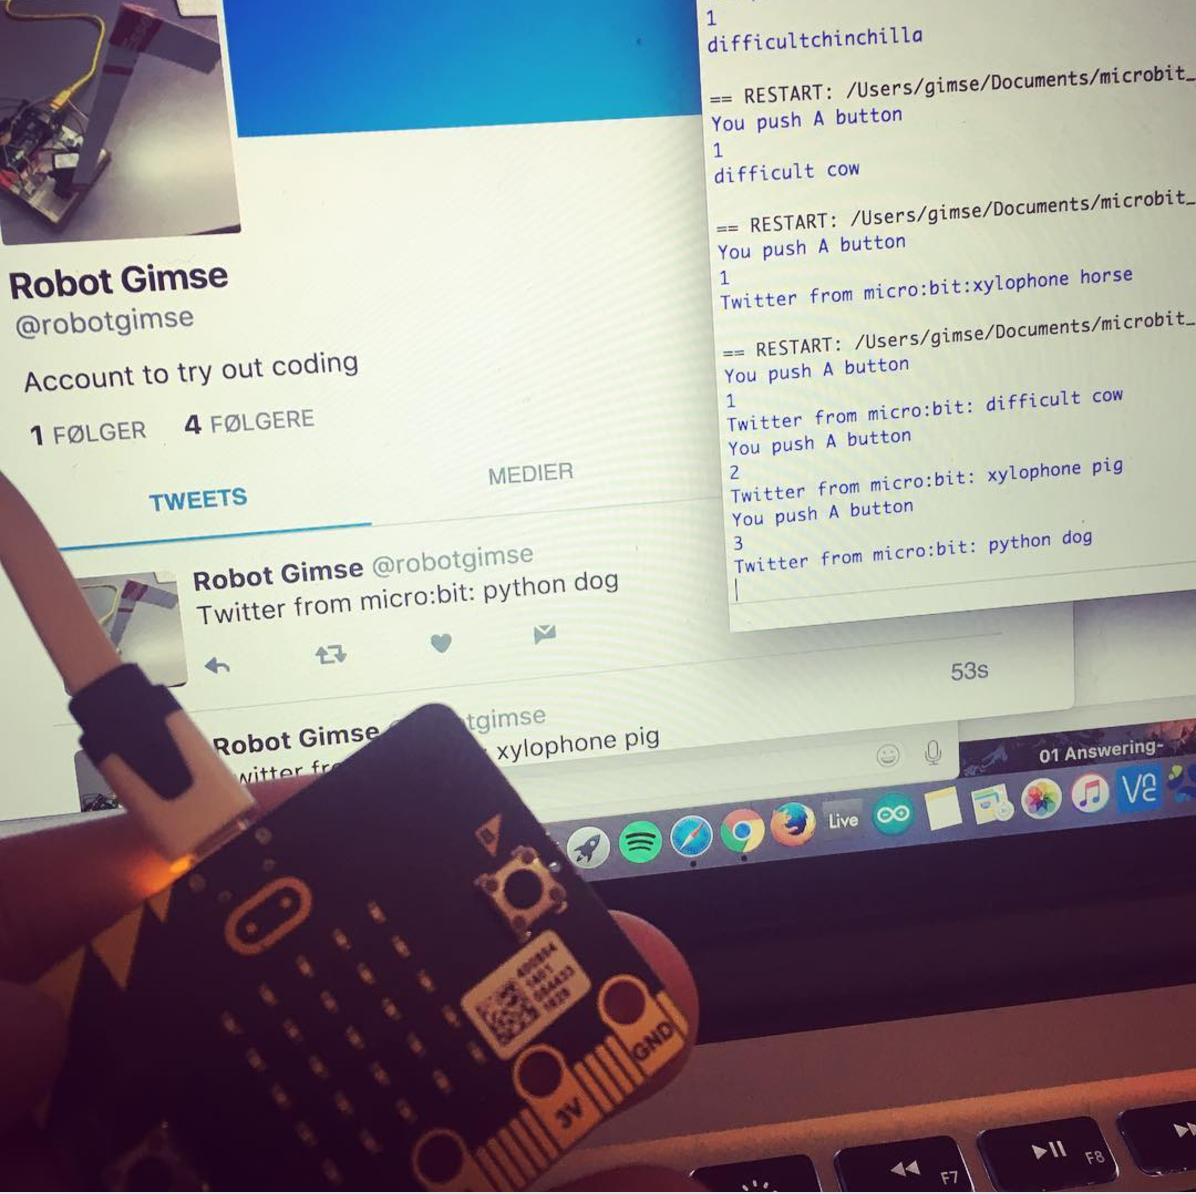 Robot Gimse
@robotgimse
Account to try out coding
1 FØLGER 4 FØLGERE
TWEETS MEDIER
Robot Gimse @robotgimse
Twitter from micro:bit: python dog
53s
Robot Gimse tgimse
witter fr : xylophone pig
1
difficultchinchilla
== RESTART: /Users/gimse/Documents/microbit_
You push A button
1
difficult cow
== RESTART: /Users/gimse/Documents/microbit_
You push A button
1
Twitter from micro:bit:xylophone horse
== RESTART: /Users/gimse/Documents/microbit_
You push A button
1
Twitter from micro:bit: difficult cow
You push A button
2
Twitter from micro:bit: xylophone pig
You push A button
3
Twitter from micro:bit: python dog
01 Answering-
Live
V2
3V
GND
F7
F8